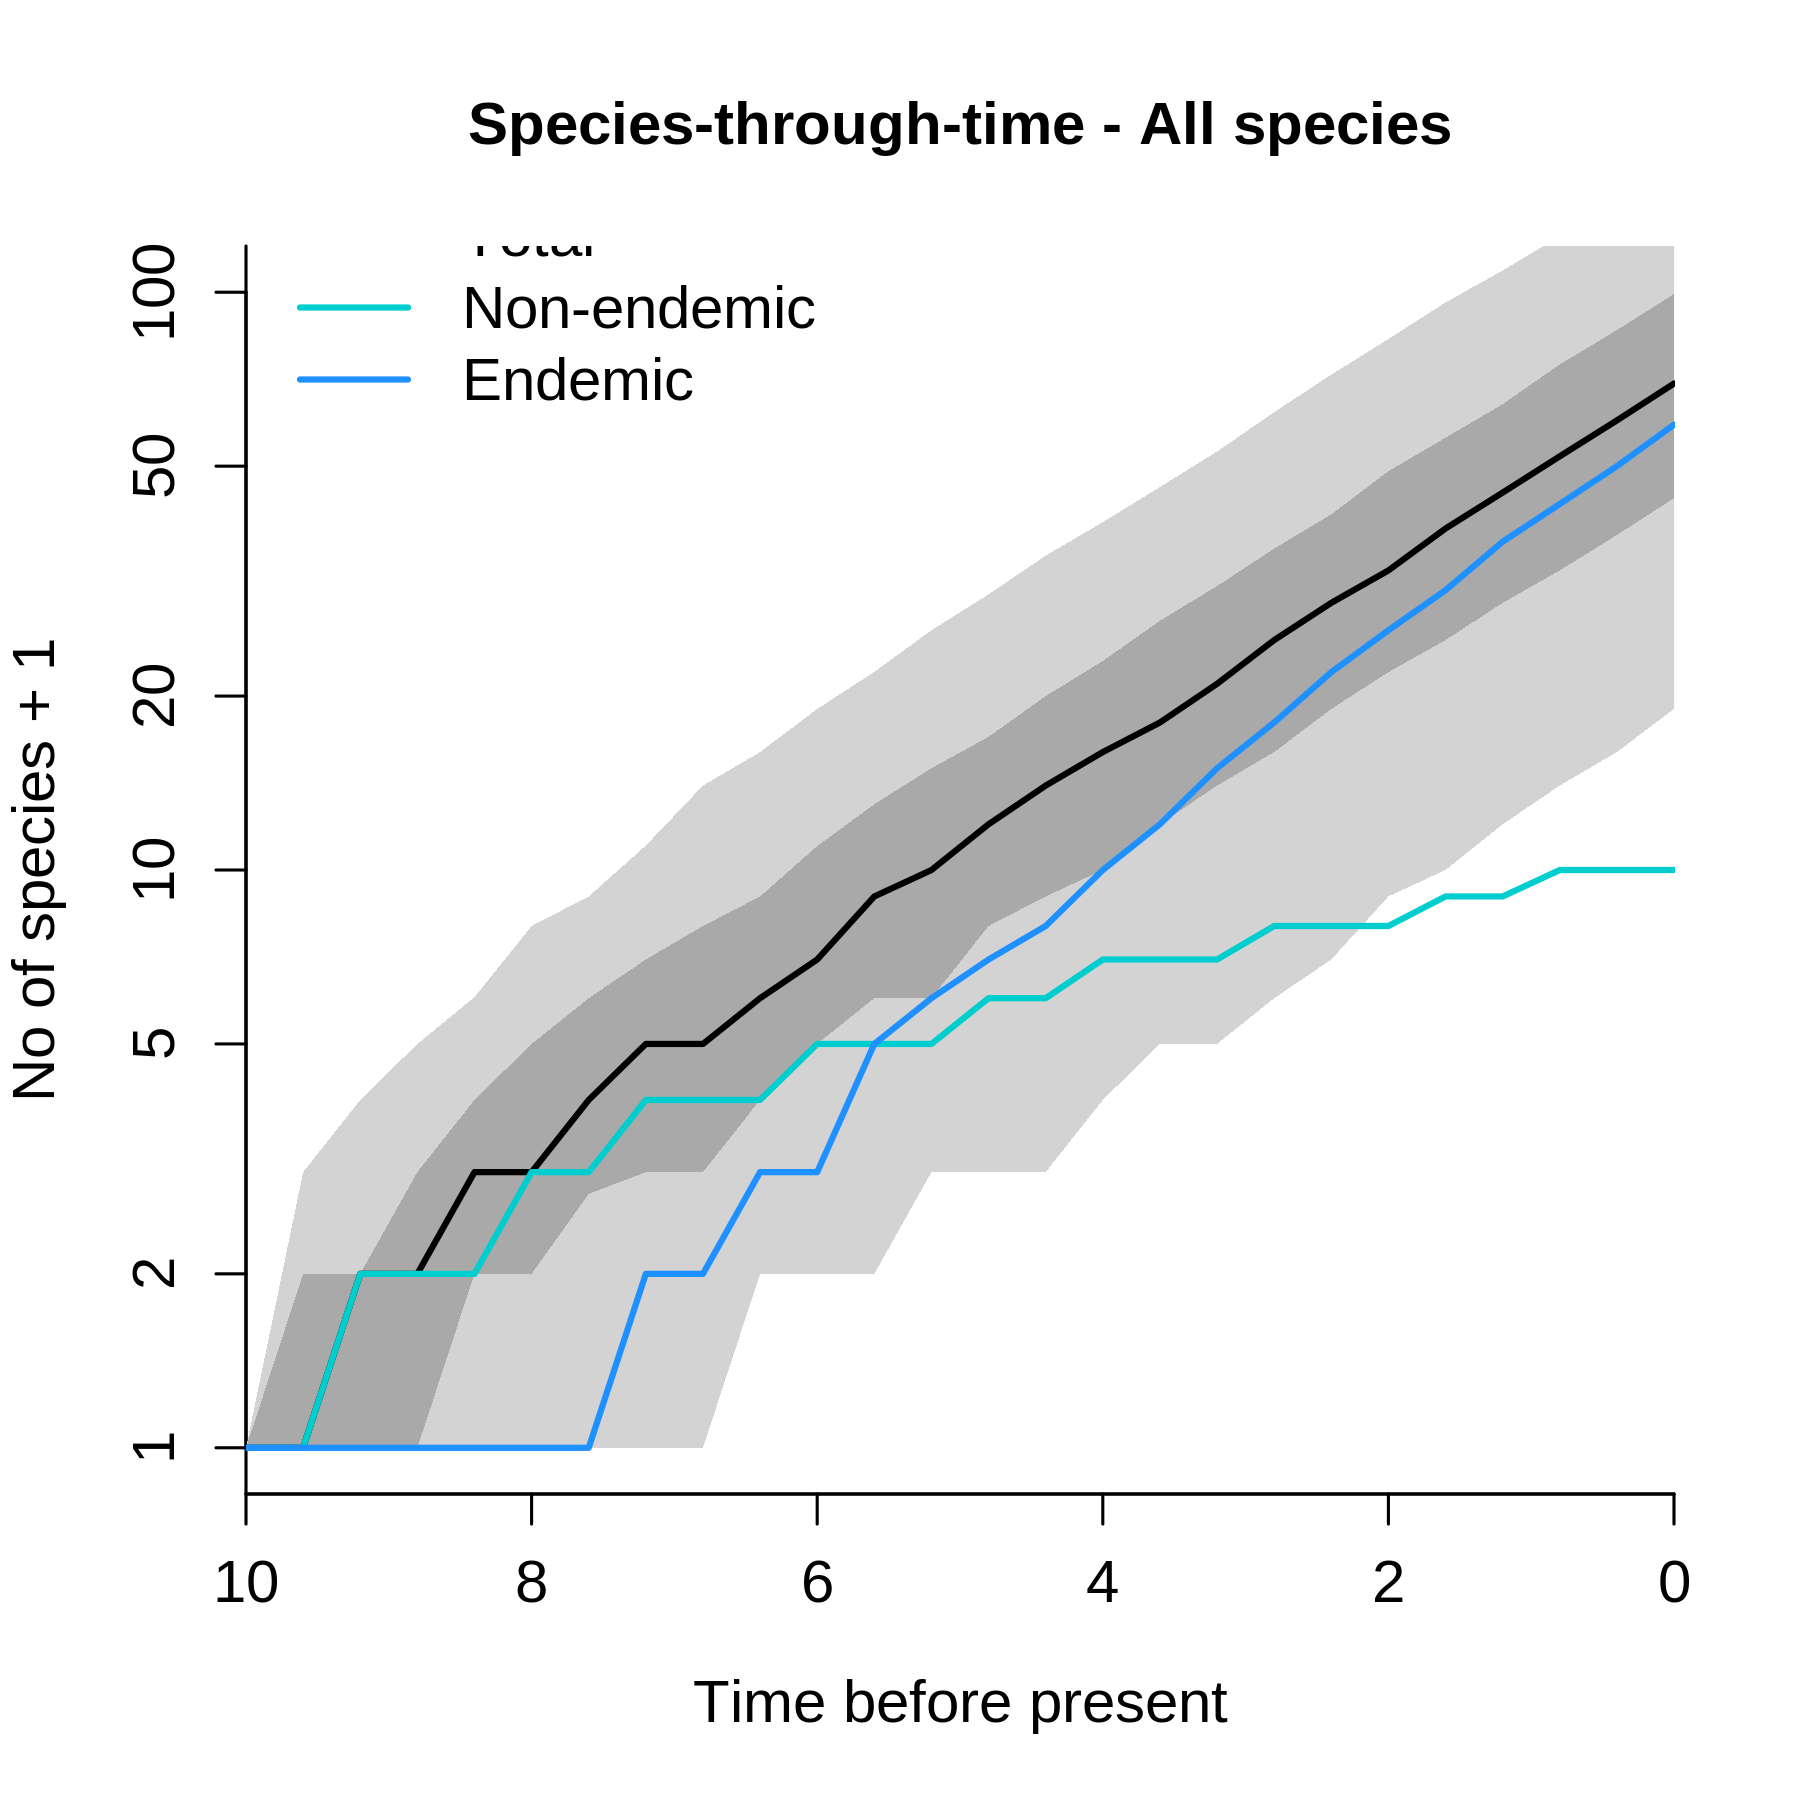 Species-through-time - All species
Total
Non-endemic
Endemic
100
50
20
10
5
2
1
No of species + 1
10 8 6 4 2 0
Time before present